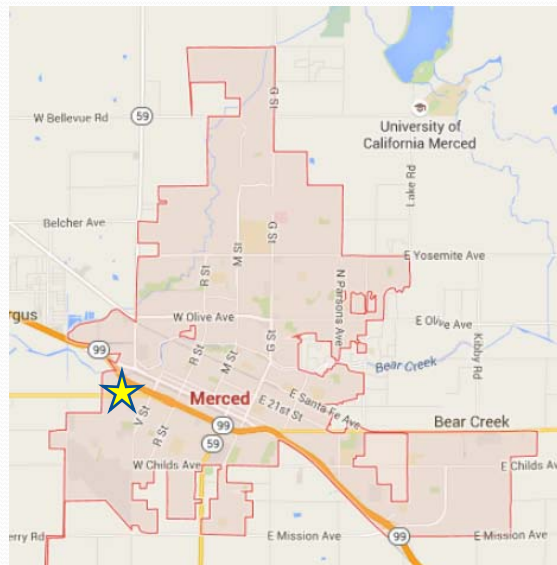 W Bellevue Rd
59
G St
University of
California Merced
Lake Rd
Belcher Ave
G St
M St
R St
E Yosemite Ave
N Parsons Ave
W Olive Ave
rgus
E Olive Ave
99
R St
M St
G St
Bear Creek
Kibby Rd
Merced
E Santa Fe Ave
E 21st St
V St
R St
99
59
Bear Creek
W Childs Ave
E Childs Ave
erry Rd
E Mission Ave
99
E Mission Ave